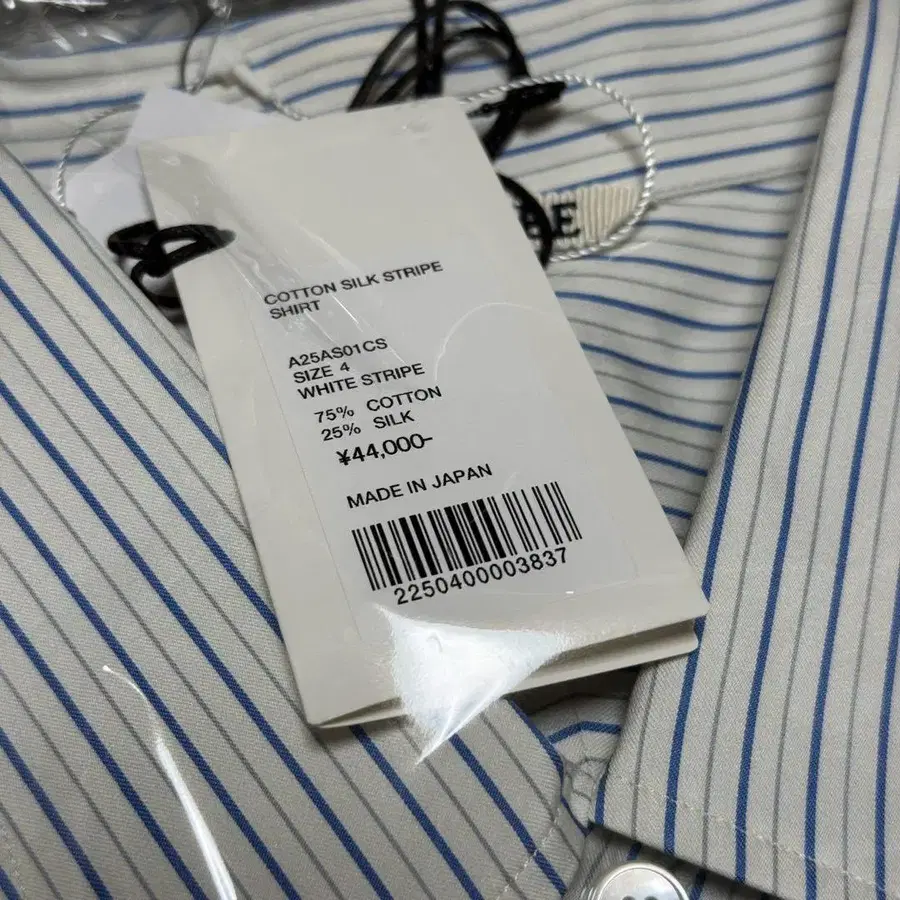 COTTON SILK STRIPE
SHIRT
A25AS01CS
SIZE 4
WHITE STRIPE
75% COTTON
25% SILK
¥44,000-
MADE IN JAPAN
2250400003837